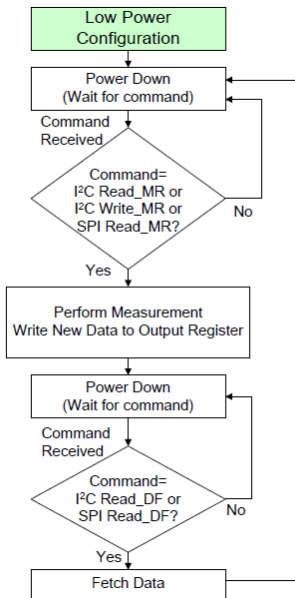 Low Power
Configuration
Power Down
(Wait for command)
Command
Received
Command=
I²C Read_MR or
I²C Write_MR or
SPI Read_MR?
No
Yes
Perform Measurement
Write New Data to Output Register
Power Down
(Wait for command)
Command
Received
Command=
I²C Read_DF or
SPI Read_DF?
No
Yes
Fetch Data